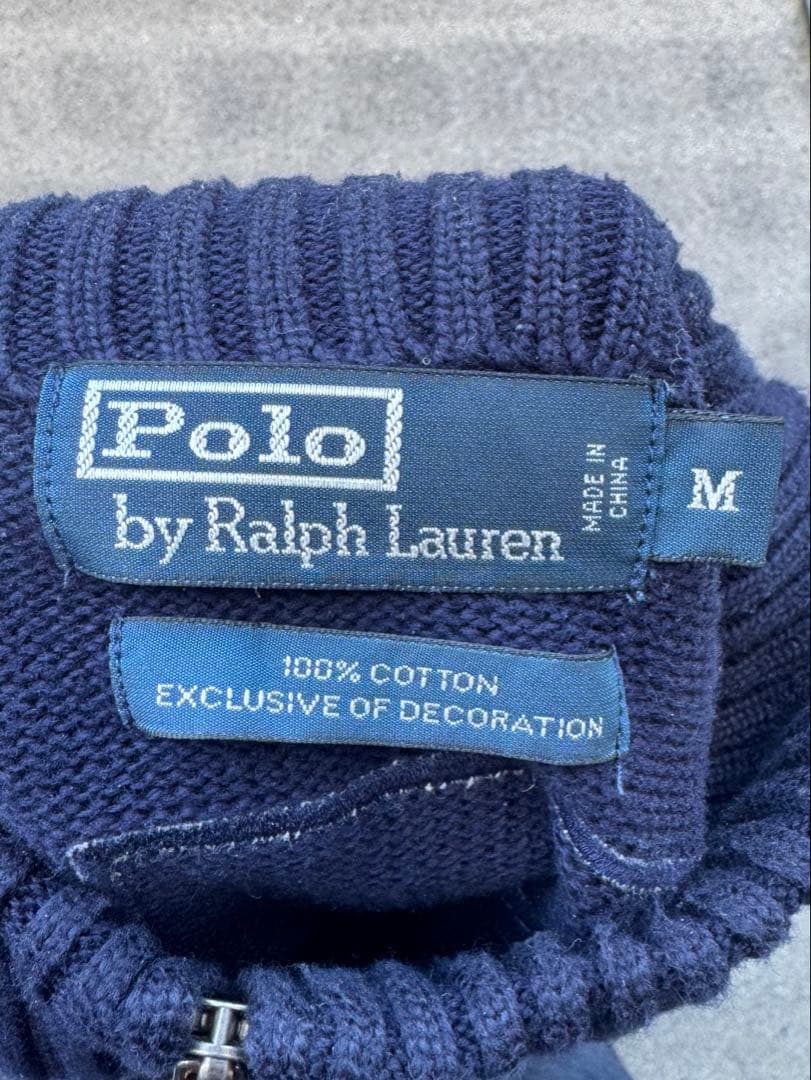 Polo
by Ralph Lauren
MADE IN
CHINA
M
100% COTTON
EXCLUSIVE OF DECORATION